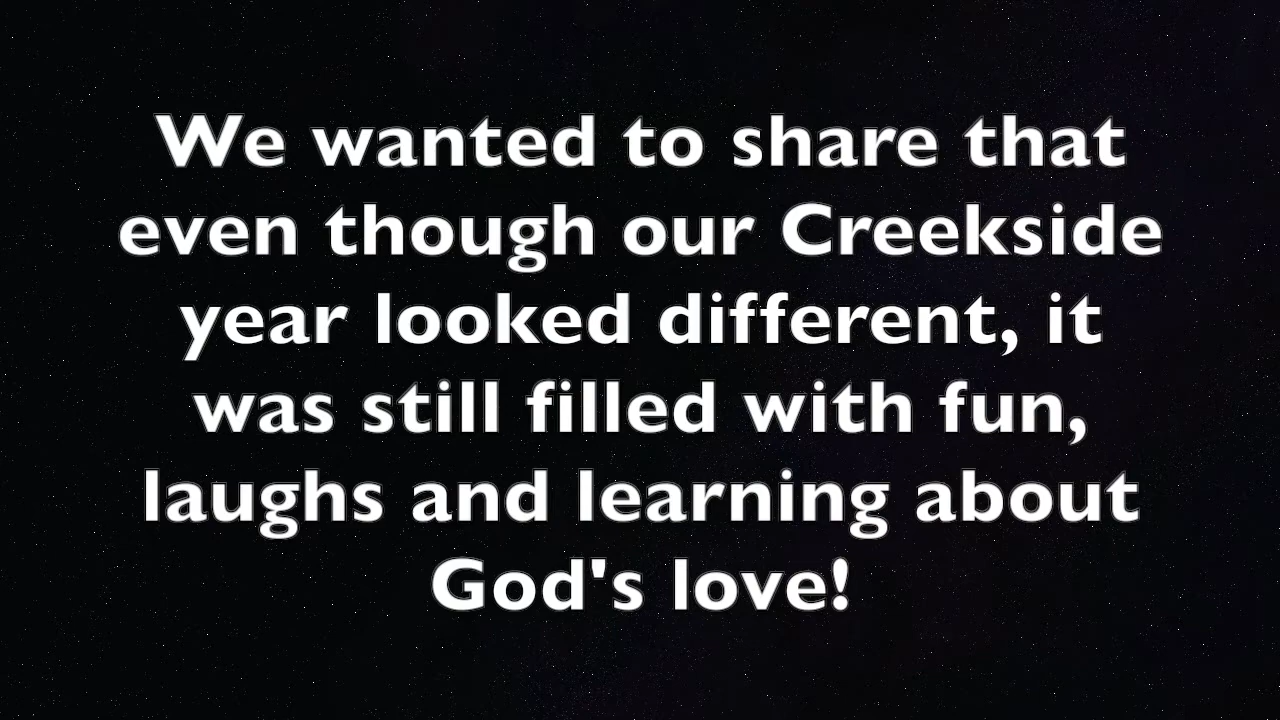 We wanted to share that
even though our Creekside
year looked different, it
was still filled with fun,
laughs and learning about
God's love!